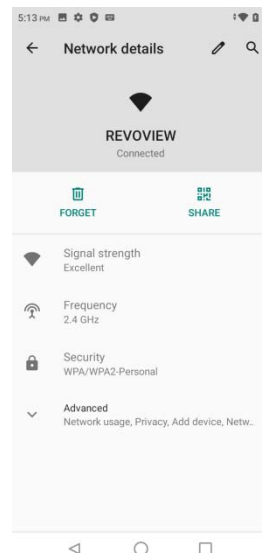 5:13 PM
Network details
REVOVIEW
Connected
FORGET
SHARE
Signal strength
Excellent
Frequency
2.4 GHz
Security
WPA/WPA2-Personal
Advanced
Network usage, Privacy, Add device, Netw..